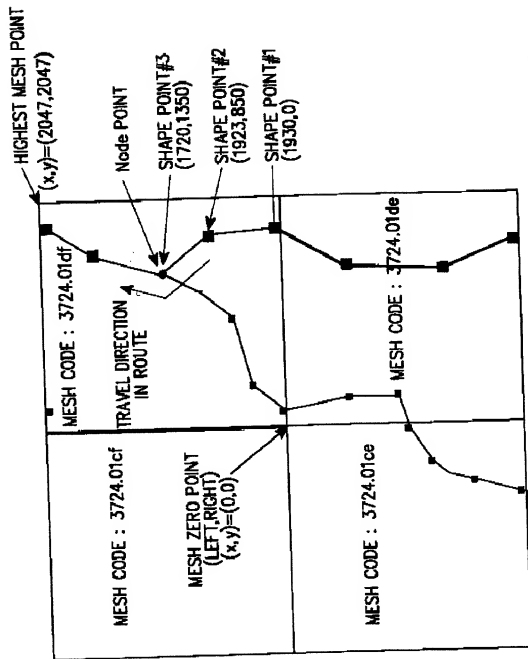 HIGHEST MESH POINT
(x,y)=(2047,2047)
Node POINT
SHAPE POINT#3
(1720,1350)
SHAPE POINT#2
(1923,850)
SHAPE POINT#1
(1930,0)
MESH CODE : 3724.01df
TRAVEL DIRECTION
IN ROUTE
MESH CODE : 3724.01de
MESH CODE : 3724.01cf
MESH ZERO POINT
(LEFT,RIGHT)
(x,y)=(0,0)
MESH CODE : 3724.01ce